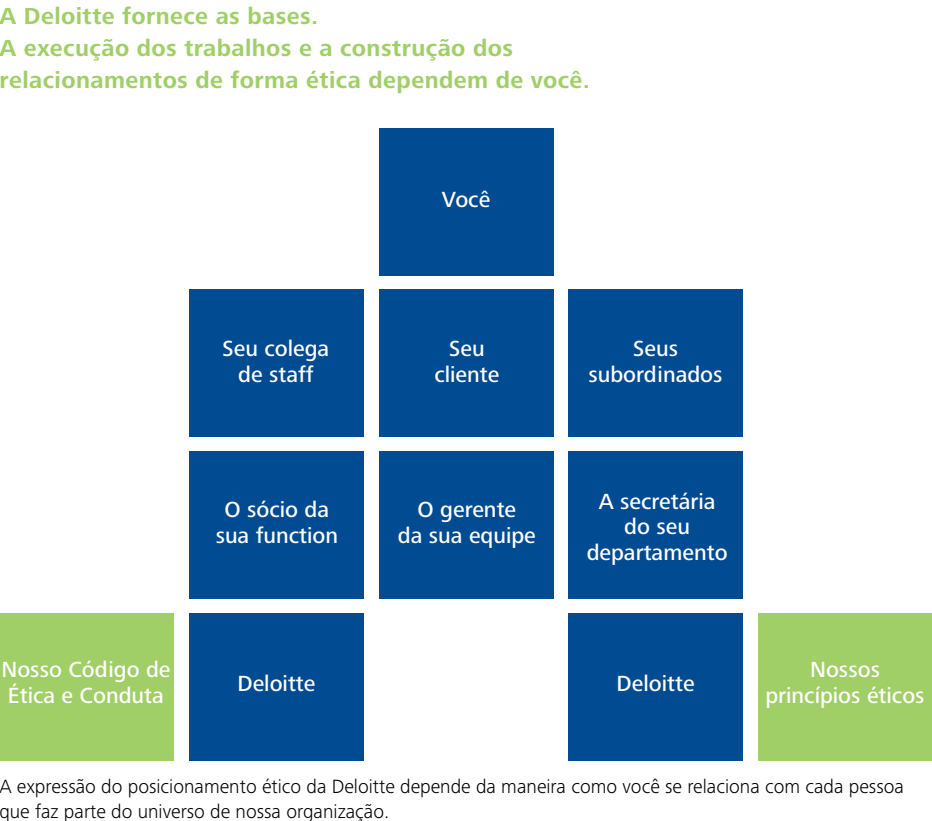 A Deloitte fornece as bases.
A execução dos trabalhos e a construção dos
relacionamentos de forma ética dependem de você.
Você
Seu colega
de staff
Seu
cliente
Seus
subordinados
O sócio da
sua function
O gerente
da sua equipe
A secretária
do seu
departamento
Nosso Código de
Ética e Conduta
Deloitte
Deloitte
Nossos
princípios éticos
A expressão do posicionamento ético da Deloitte depende da maneira como você se relaciona com cada pessoa
que faz parte do universo de nossa organização.